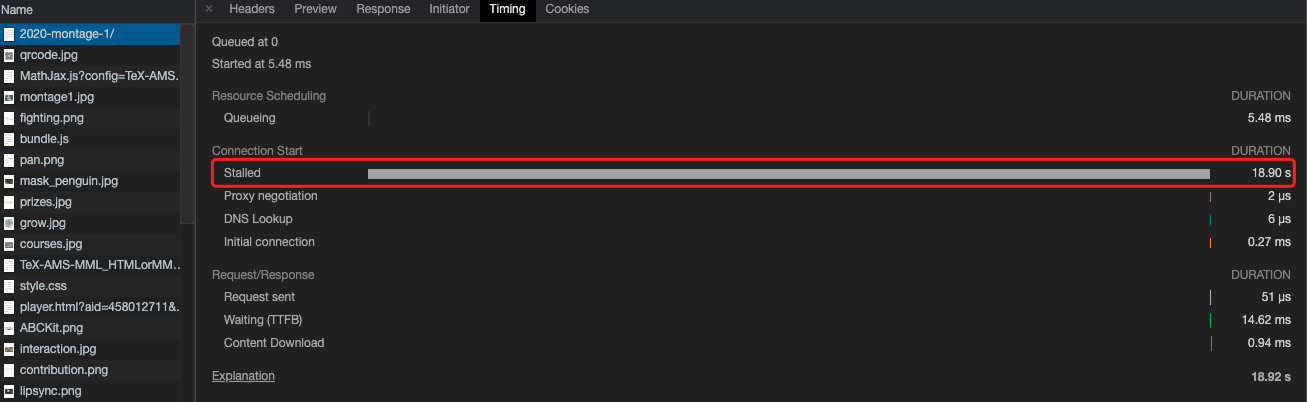 Name
× Headers Preview Response Initiator Timing Cookies
2020-montage-1/
qrcode.jpg
MathJax.js?config=TeX-AMS.
montage1.jpg
fighting.png
bundle.js
pan.png
mask_penguin.jpg
prizes.jpg
grow.jpg
courses.jpg
TeX-AMS-MML_HTMLorMM…
style.css
player.html?aid=458012711&.
ABCKit.png
interaction.jpg
contribution.png
lipsync.png
Queued at 0
Started at 5.48 ms
Resource Scheduling DURATION
Queueing 5.48 ms
Connection Start DURATION
Stalled 18.90 s
Proxy negotiation 2 µs
DNS Lookup 6 µs
Initial connection 0.27 ms
Request/Response DURATION
Request sent 51 µs
Waiting (TTFB) 14.62 ms
Content Download 0.94 ms
Explanation 18.92 s